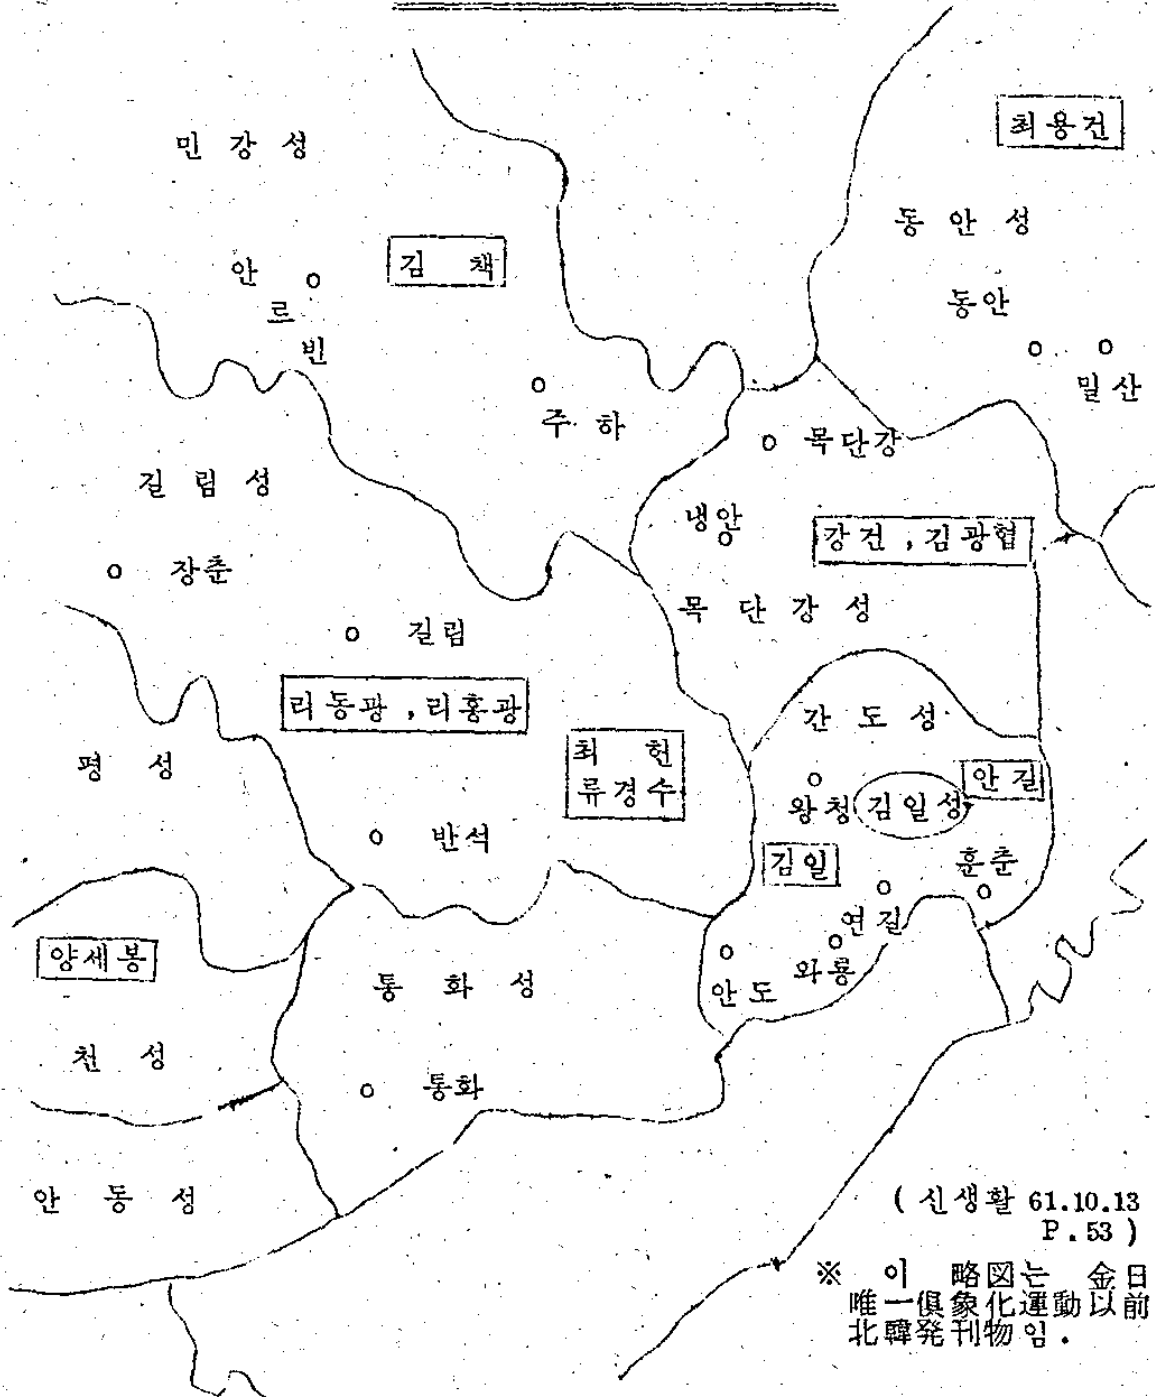 민강성
최용건
동안성
김책
안
르
빈
동안
밀산
주하
목단강
길림성
냉안
강건, 김광협
장춘
목단강성
길림
리동광, 리홍광
간도성
최헌
류경수
평성
안길
왕청
김일성
반석
김일
훈춘
연길
양세봉
통화성
와룡
안도
천성
통화
안동성
(신생활 61.10.13
P.53)
※ 이 略図는 金日
唯一俱象化運動以前
北韓発刊物임.